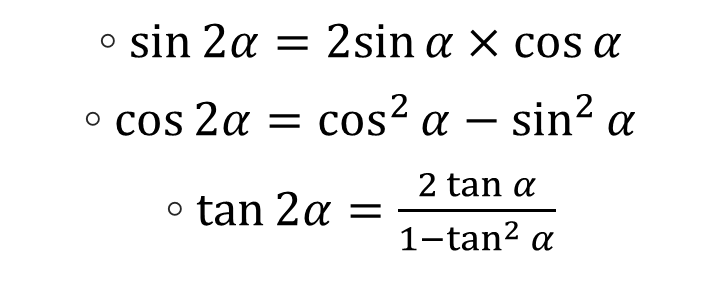 ◦ sin 2α = 2sin α × cos α
◦ cos 2α = cos² α − sin² α
◦ tan 2α = 2 tan α / 1−tan² α